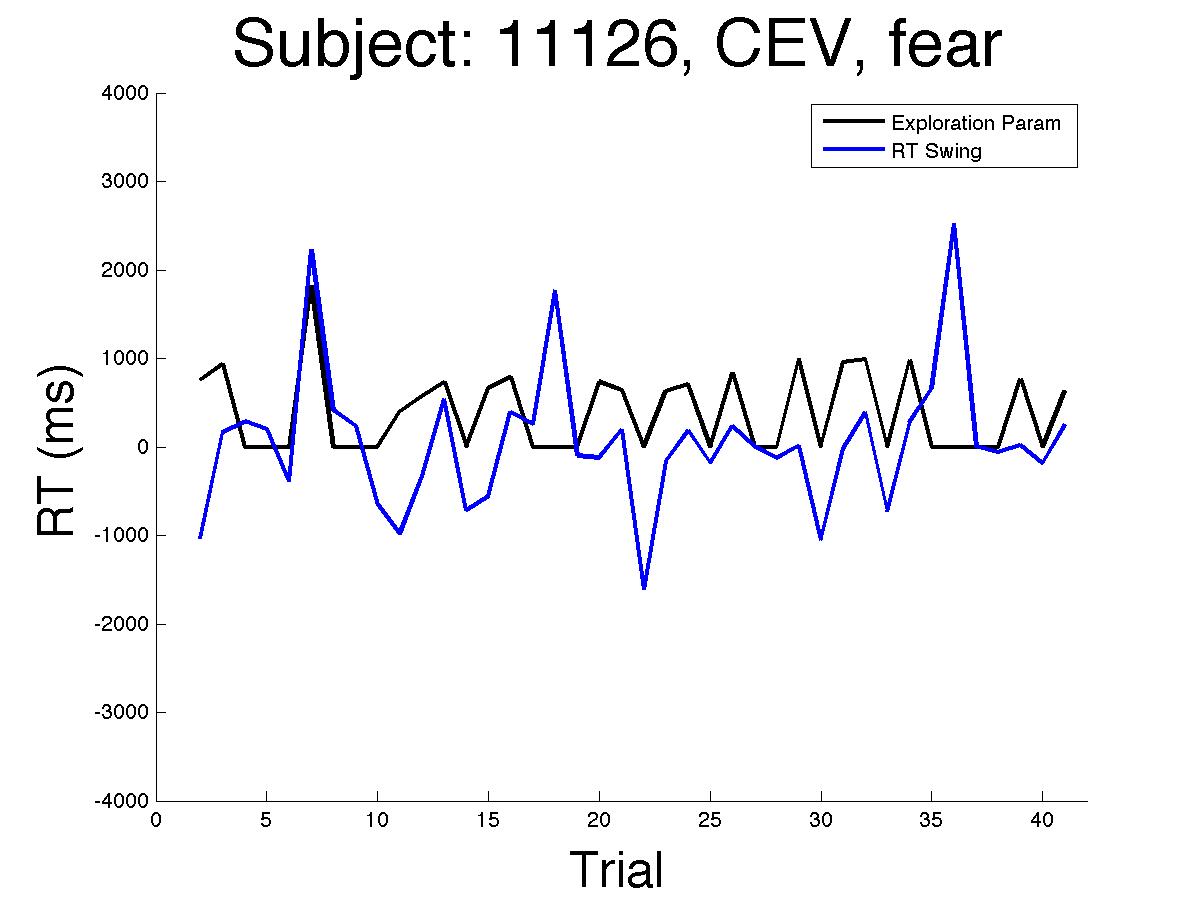 Subject: 11126, CEV, fear
Exploration Param
RT Swing
RT (ms)
4000
3000
2000
1000
0
-1000
-2000
-3000
-4000
0 5 10 15 20 25 30 35 40
Trial